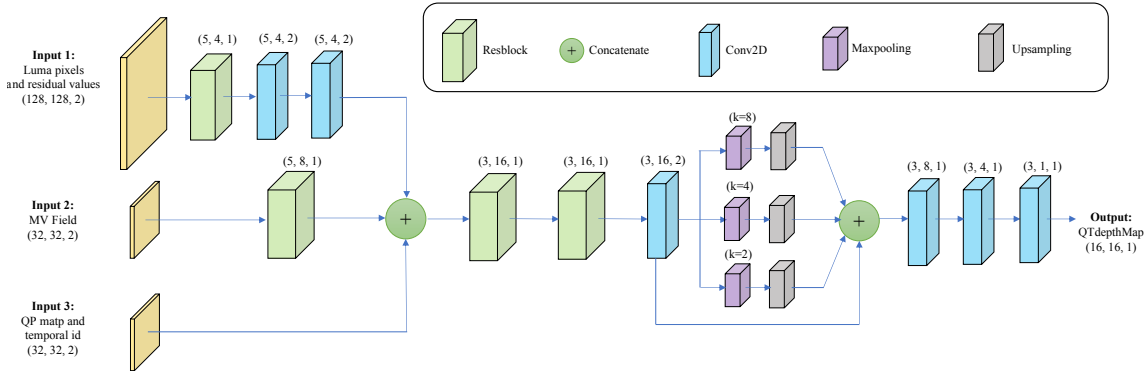 Input 1:
Luma pixels
and residual values
(128, 128, 2)
(5, 4, 1)
(5, 4, 2)
(5, 4, 2)
Resblock
+
Concatenate
Conv2D
Maxpooling
Upsampling
Input 2:
MV Field
(32, 32, 2)
(5, 8, 1)
+
(3, 16, 1)
(3, 16, 1)
(3, 16, 2)
(k=8)
(k=4)
(k=2)
+
(3, 8, 1)
(3, 4, 1)
(3, 1, 1)
Output:
QTdepthMap
(16, 16, 1)
Input 3:
QP matp and
temporal id
(32, 32, 2)